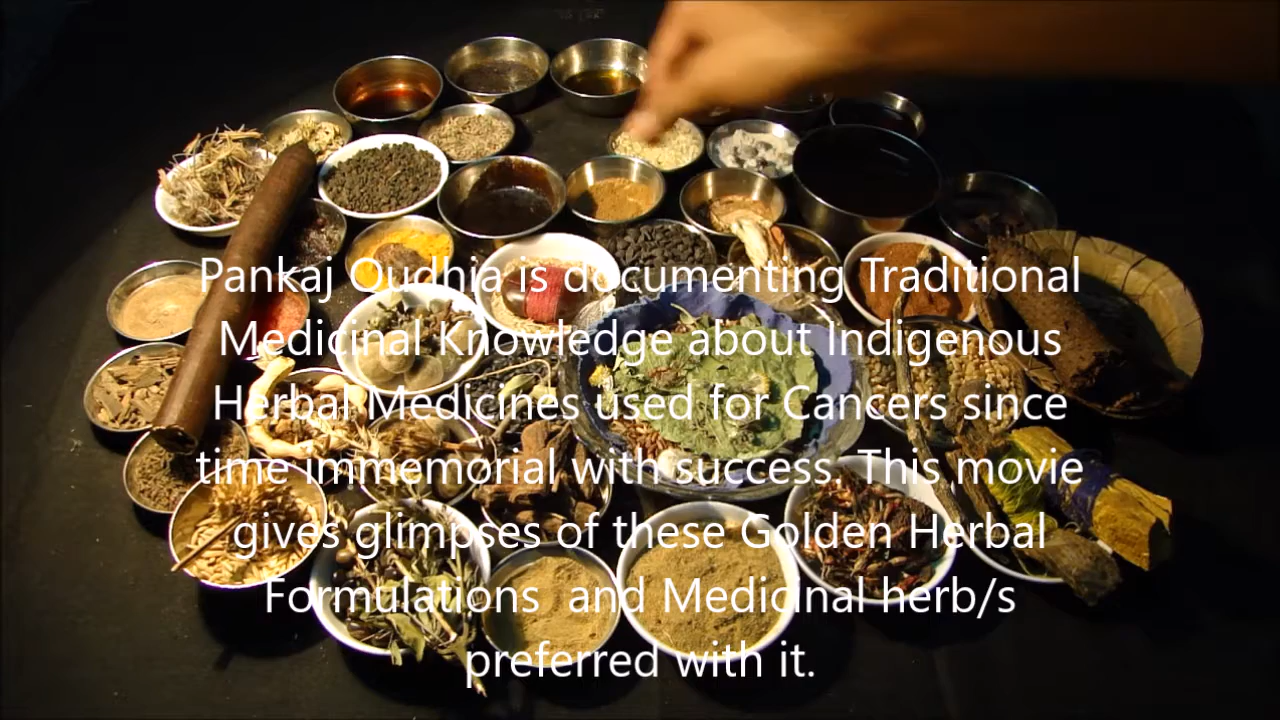 Pankaj Oudhia is documenting Traditional
Medicinal Knowledge about Indigenous
Herbal Medicines used for Cancers since
time immemorial with success. This movie
gives glimpses of these Golden Herbal
Formulations  and Medicinal herb/s
preferred with it.